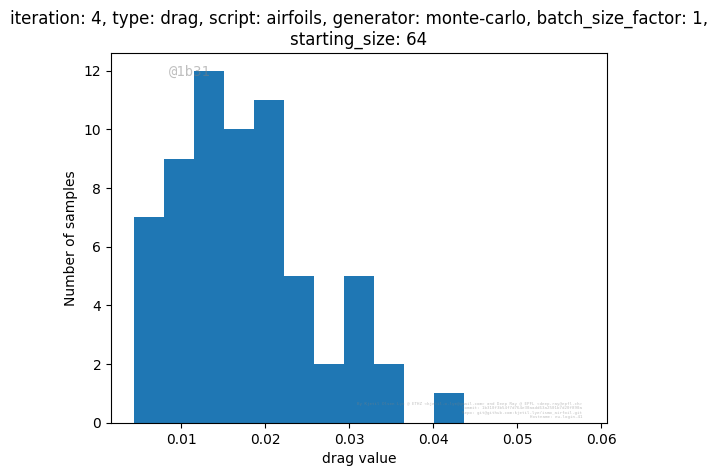 iteration: 4, type: drag, script: airfoils, generator: monte-carlo, batch_size_factor: 1,
starting_size: 64
@1b31
12
10
8
6
4
2
0
Number of samples
0.01 0.02 0.03 0.04 0.05 0.06
drag value